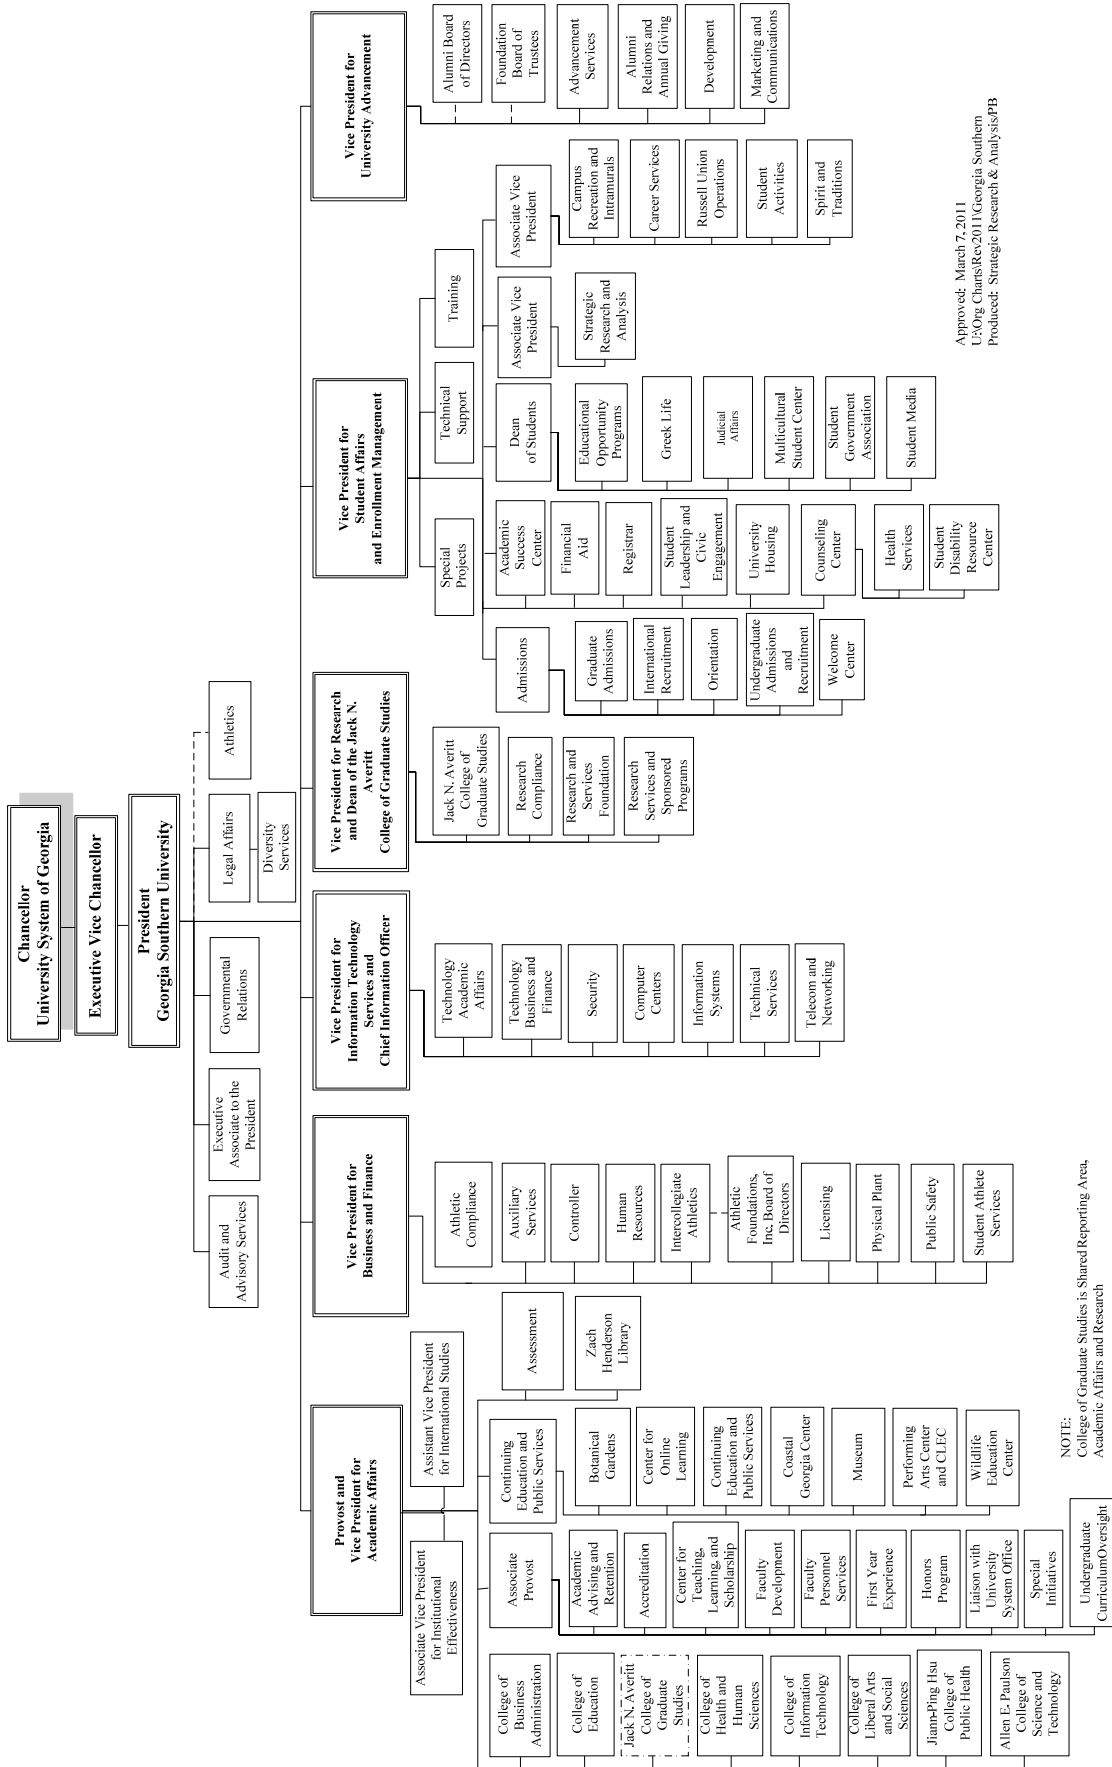 Chancellor
University System of Georgia
Executive Vice Chancellor
President
Georgia Southern University
Audit and
Advisory Services
Executive
Associate to the
President
Governmental
Relations
Legal Affairs
Diversity
Services
Athletics
Provost and
Vice President for
Academic Affairs
Vice President for
Business and Finance
Vice President for
Information Technology
Services and
Chief Information Officer
Vice President for Research
and Dean of the Jack N.
Averitt
College of Graduate Studies
Vice President for
Student Affairs
and Enrollment Management
Vice President for
University Advancement
Associate Vice President
for Institutional
Effectiveness
Assistant Vice President
for International Studies
College of
Business
Administration
College of
Education
Jack N. Averitt
College of
Graduate
Studies
College of
Health and
Human
Sciences
College of
Information
Technology
College of
Liberal Arts
and Social
Sciences
Jiann-Ping Hsu
College of
Public Health
Allen E. Paulson
College of
Science and
Technology
Associate
Provost
Academic
Advising and
Retention
Accreditation
Center for
Teaching,
Learning, and
Scholarship
Faculty
Development
Faculty
Personnel
Services
First Year
Experience
Honors
Program
Liaison with
University
System Office
Special
Initiatives
Undergraduate
CurriculumOversight
Continuing
Education and
Public Services
Botanical
Gardens
Center for
Online
Learning
Continuing
Education and
Public Services
Coastal
Georgia Center
Museum
Performing
Arts Center
and CLEC
Wildlife
Education
Center
Assessment
Zach
Henderson
Library
Athletic
Compliance
Auxiliary
Services
Controller
Human
Resources
Intercollegiate
Athletics
Athletic
Foundations,
Inc, Board of
Directors
Licensing
Physical Plant
Public Safety
Student Athlete
Services
Technology
Academic
Affairs
Technology
Business and
Finance
Security
Computer
Centers
Information
Systems
Technical
Services
Telecom and
Networking
Jack N. Averitt
College of
Graduate Studies
Research
Compliance
Research and
Services
Foundation
Research
Services and
Sponsored
Programs
Special
Projects
Technical
Support
Training
Admissions
Graduate
Admissions
International
Recruitment
Orientation
Undergraduate
Admissions
and
Recruitment
Welcome
Center
Academic
Success
Center
Financial
Aid
Registrar
Student
Leadership and
Civic
Engagement
University
Housing
Counseling
Center
Health
Services
Student
Disability
Resource
Center
Dean
of Students
Educational
Opportunity
Programs
Greek Life
Judicial
Affairs
Multicultural
Student Center
Student
Government
Association
Student Media
Associate Vice
President
Strategic
Research and
Analysis
Associate Vice
President
Campus
Recreation and
Intramurals
Career Services
Russell Union
Operations
Student
Activities
Spirit and
Traditions
Alumni Board
of Directors
Foundation
Board of
Trustees
Advancement
Services
Alumni
Relations and
Annual Giving
Development
Marketing and
Communications
NOTE:
College of Graduate Studies is Shared Reporting Area,
Academic Affairs and Research
Approved: March 7, 2011
U:\Org Charts\Rev2011\Georgia Southern
Produced: Strategic Research & Analysis/PB